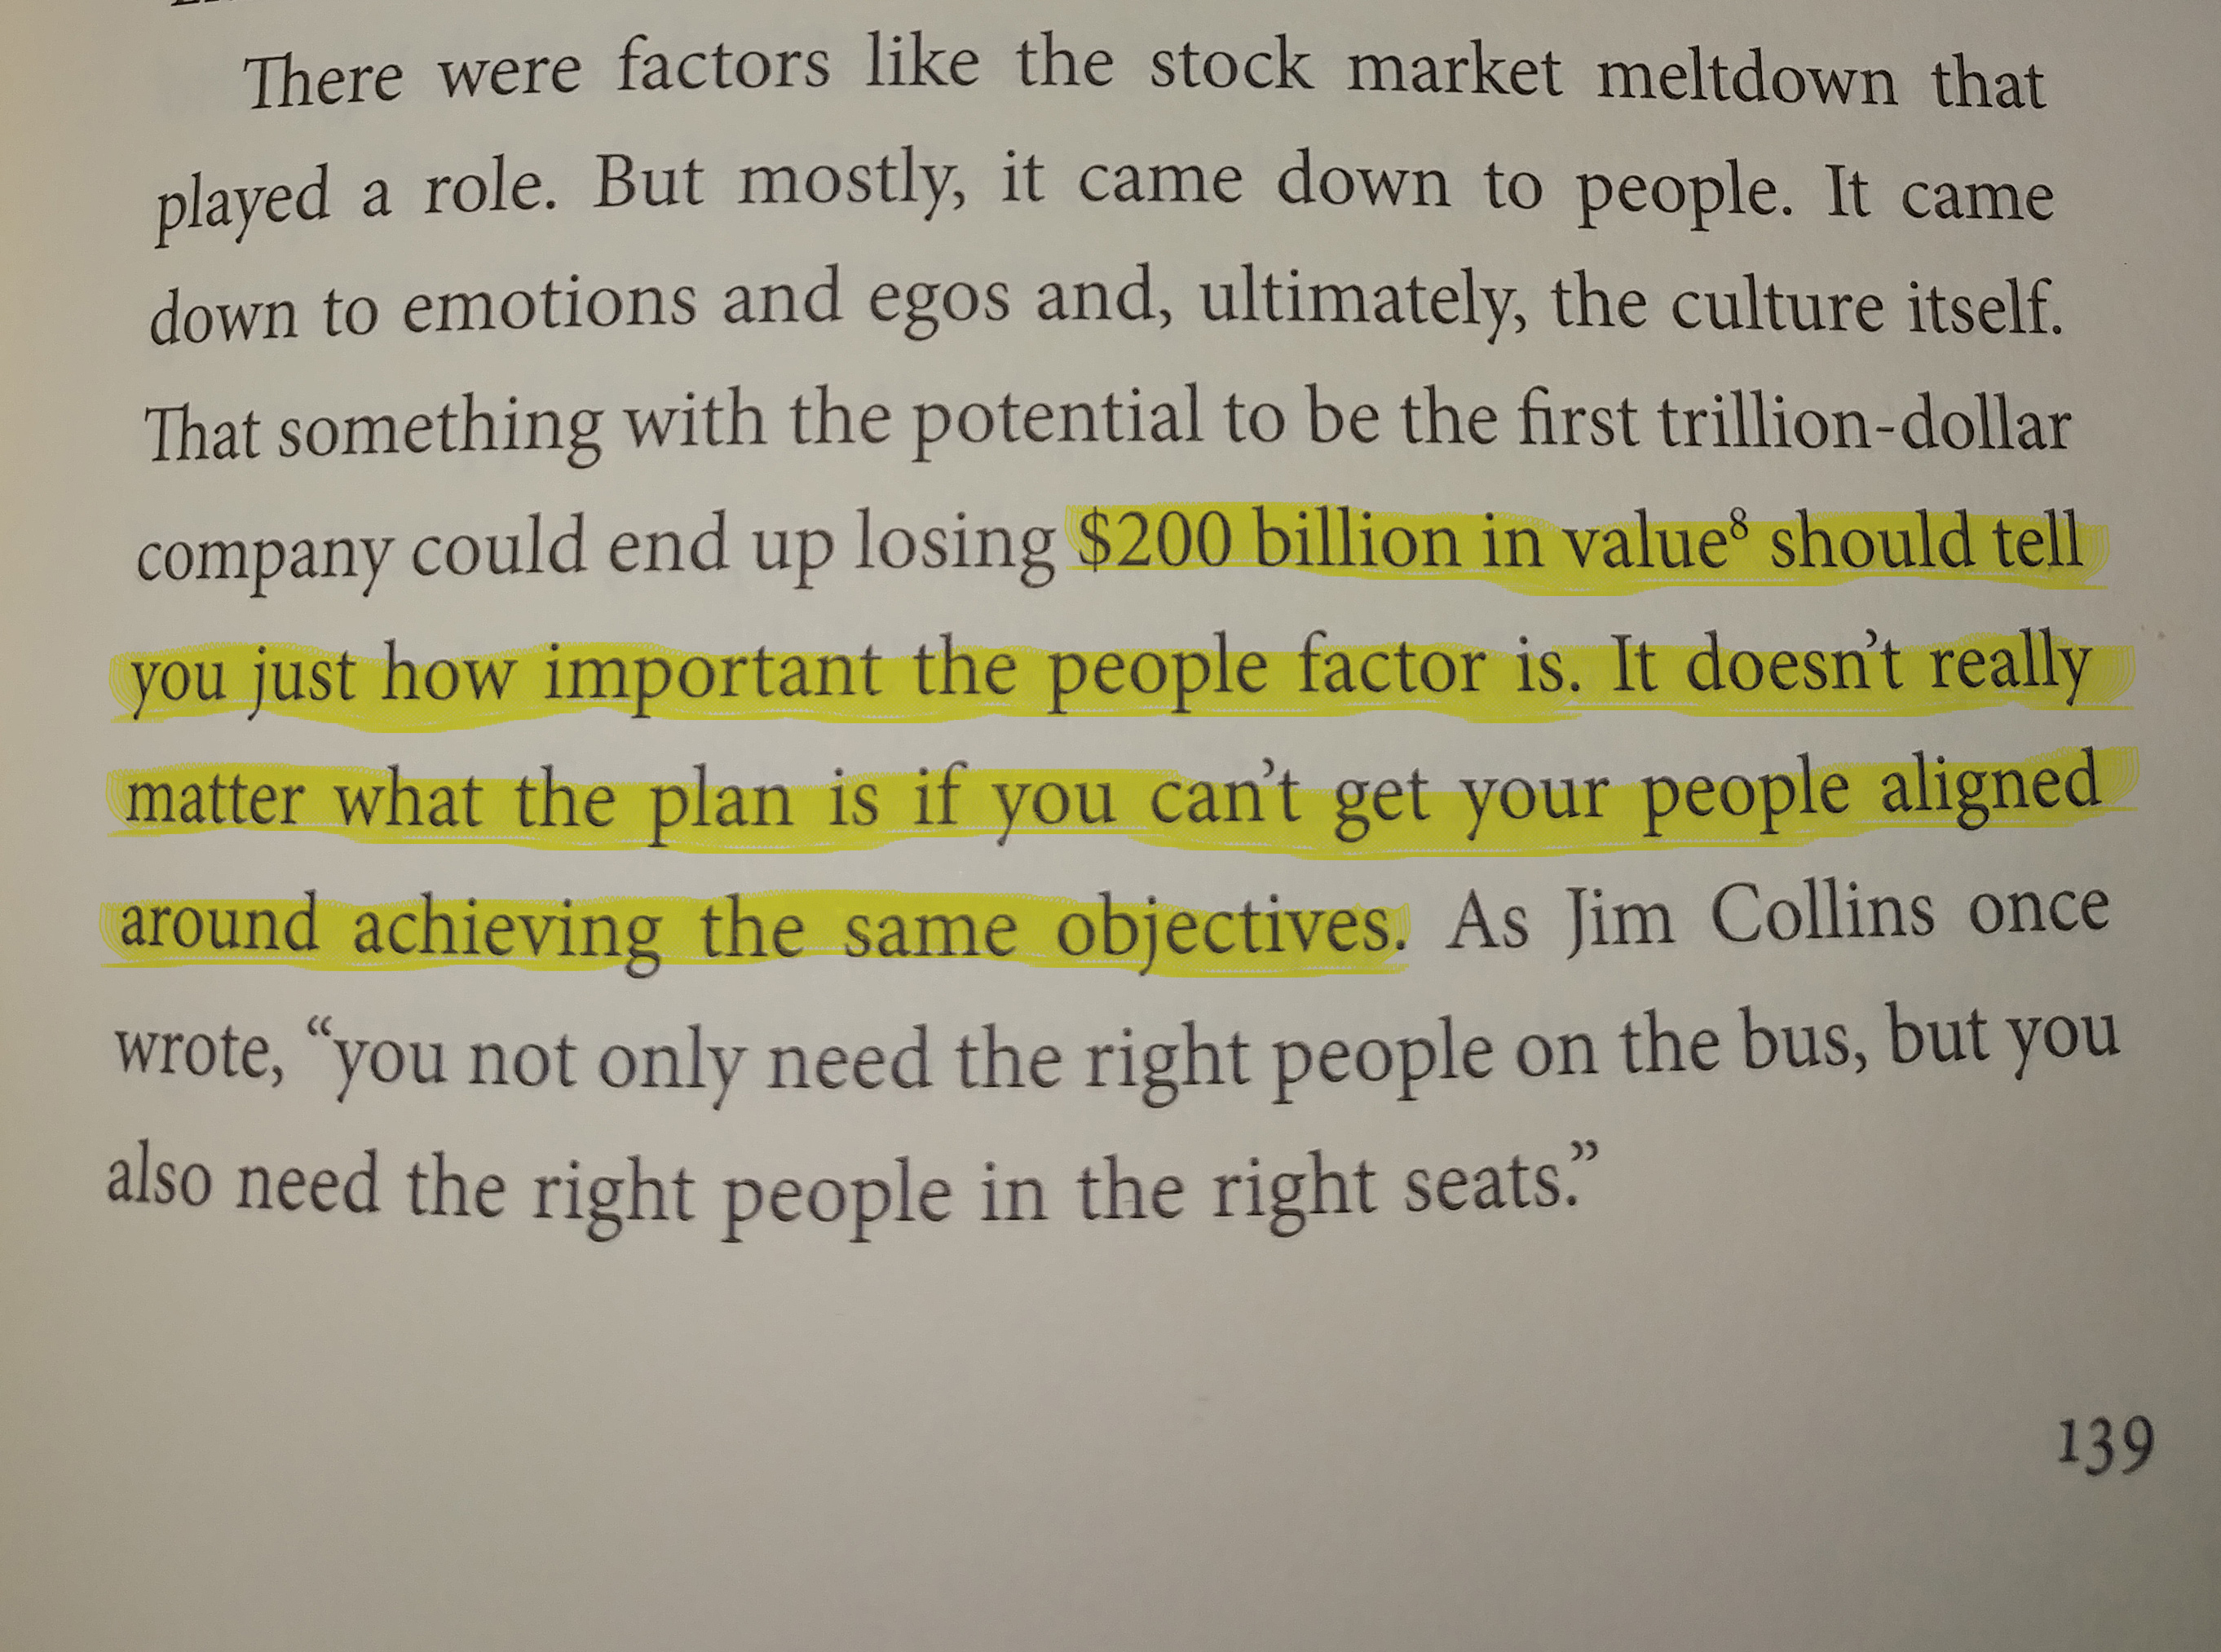 There were factors like the stock market meltdown that
played a role. But mostly, it came down to people. It came
down to emotions and egos and, ultimately, the culture itself.
That something with the potential to be the first trillion-dollar
company could end up losing $200 billion in value⁸ should tell
you just how important the people factor is. It doesn’t really
matter what the plan is if you can’t get your people aligned
around achieving the same objectives. As Jim Collins once
wrote, “you not only need the right people on the bus, but you
also need the right people in the right seats.”
139